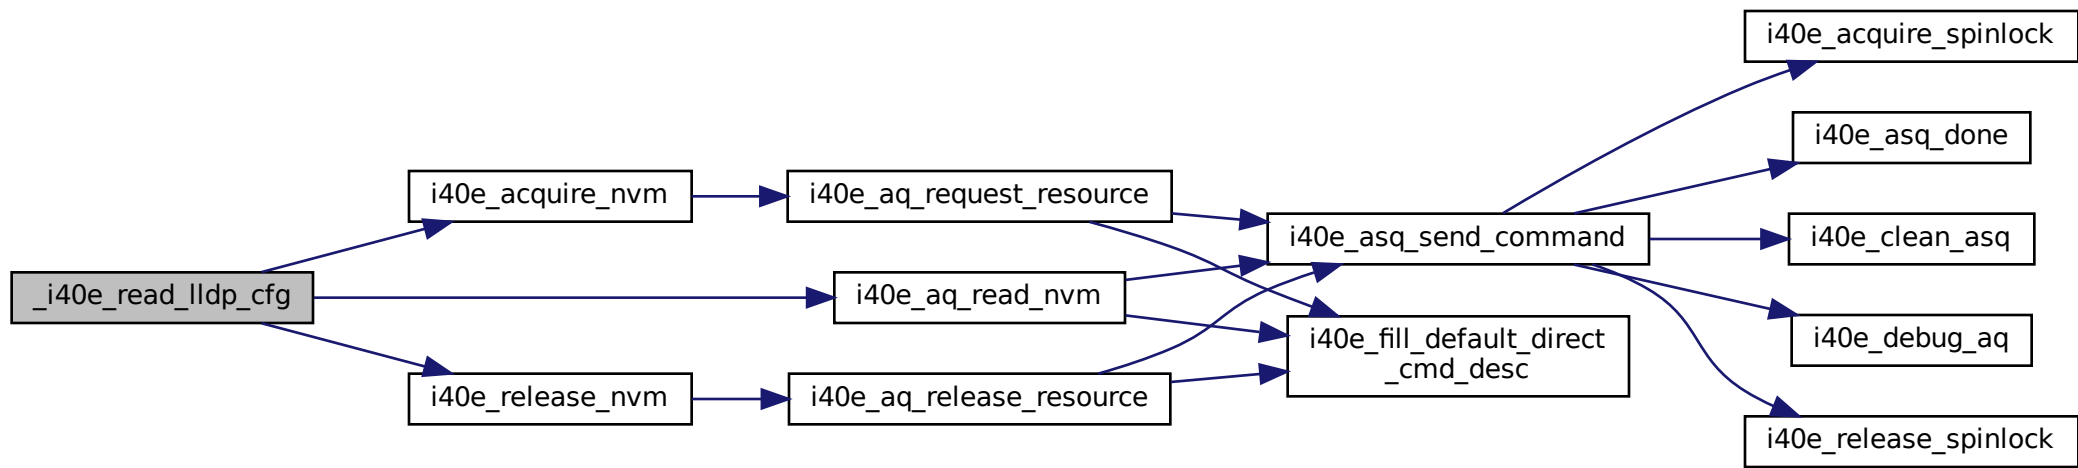 _i40e_read_lldp_cfg
i40e_acquire_nvm
i40e_release_nvm
i40e_aq_request_resource
i40e_aq_read_nvm
i40e_aq_release_resource
i40e_asq_send_command
i40e_fill_default_direct
_cmd_desc
i40e_acquire_spinlock
i40e_asq_done
i40e_clean_asq
i40e_debug_aq
i40e_release_spinlock